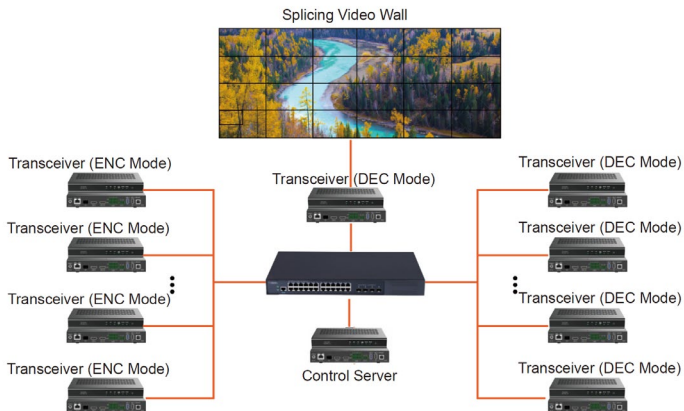 Splicing Video Wall
Transceiver (ENC Mode)
Transceiver (DEC Mode)
Transceiver (DEC Mode)
Transceiver (ENC Mode)
Transceiver (DEC Mode)
Transceiver (ENC Mode)
Transceiver (DEC Mode)
Transceiver (ENC Mode)
Control Server
Transceiver (DEC Mode)